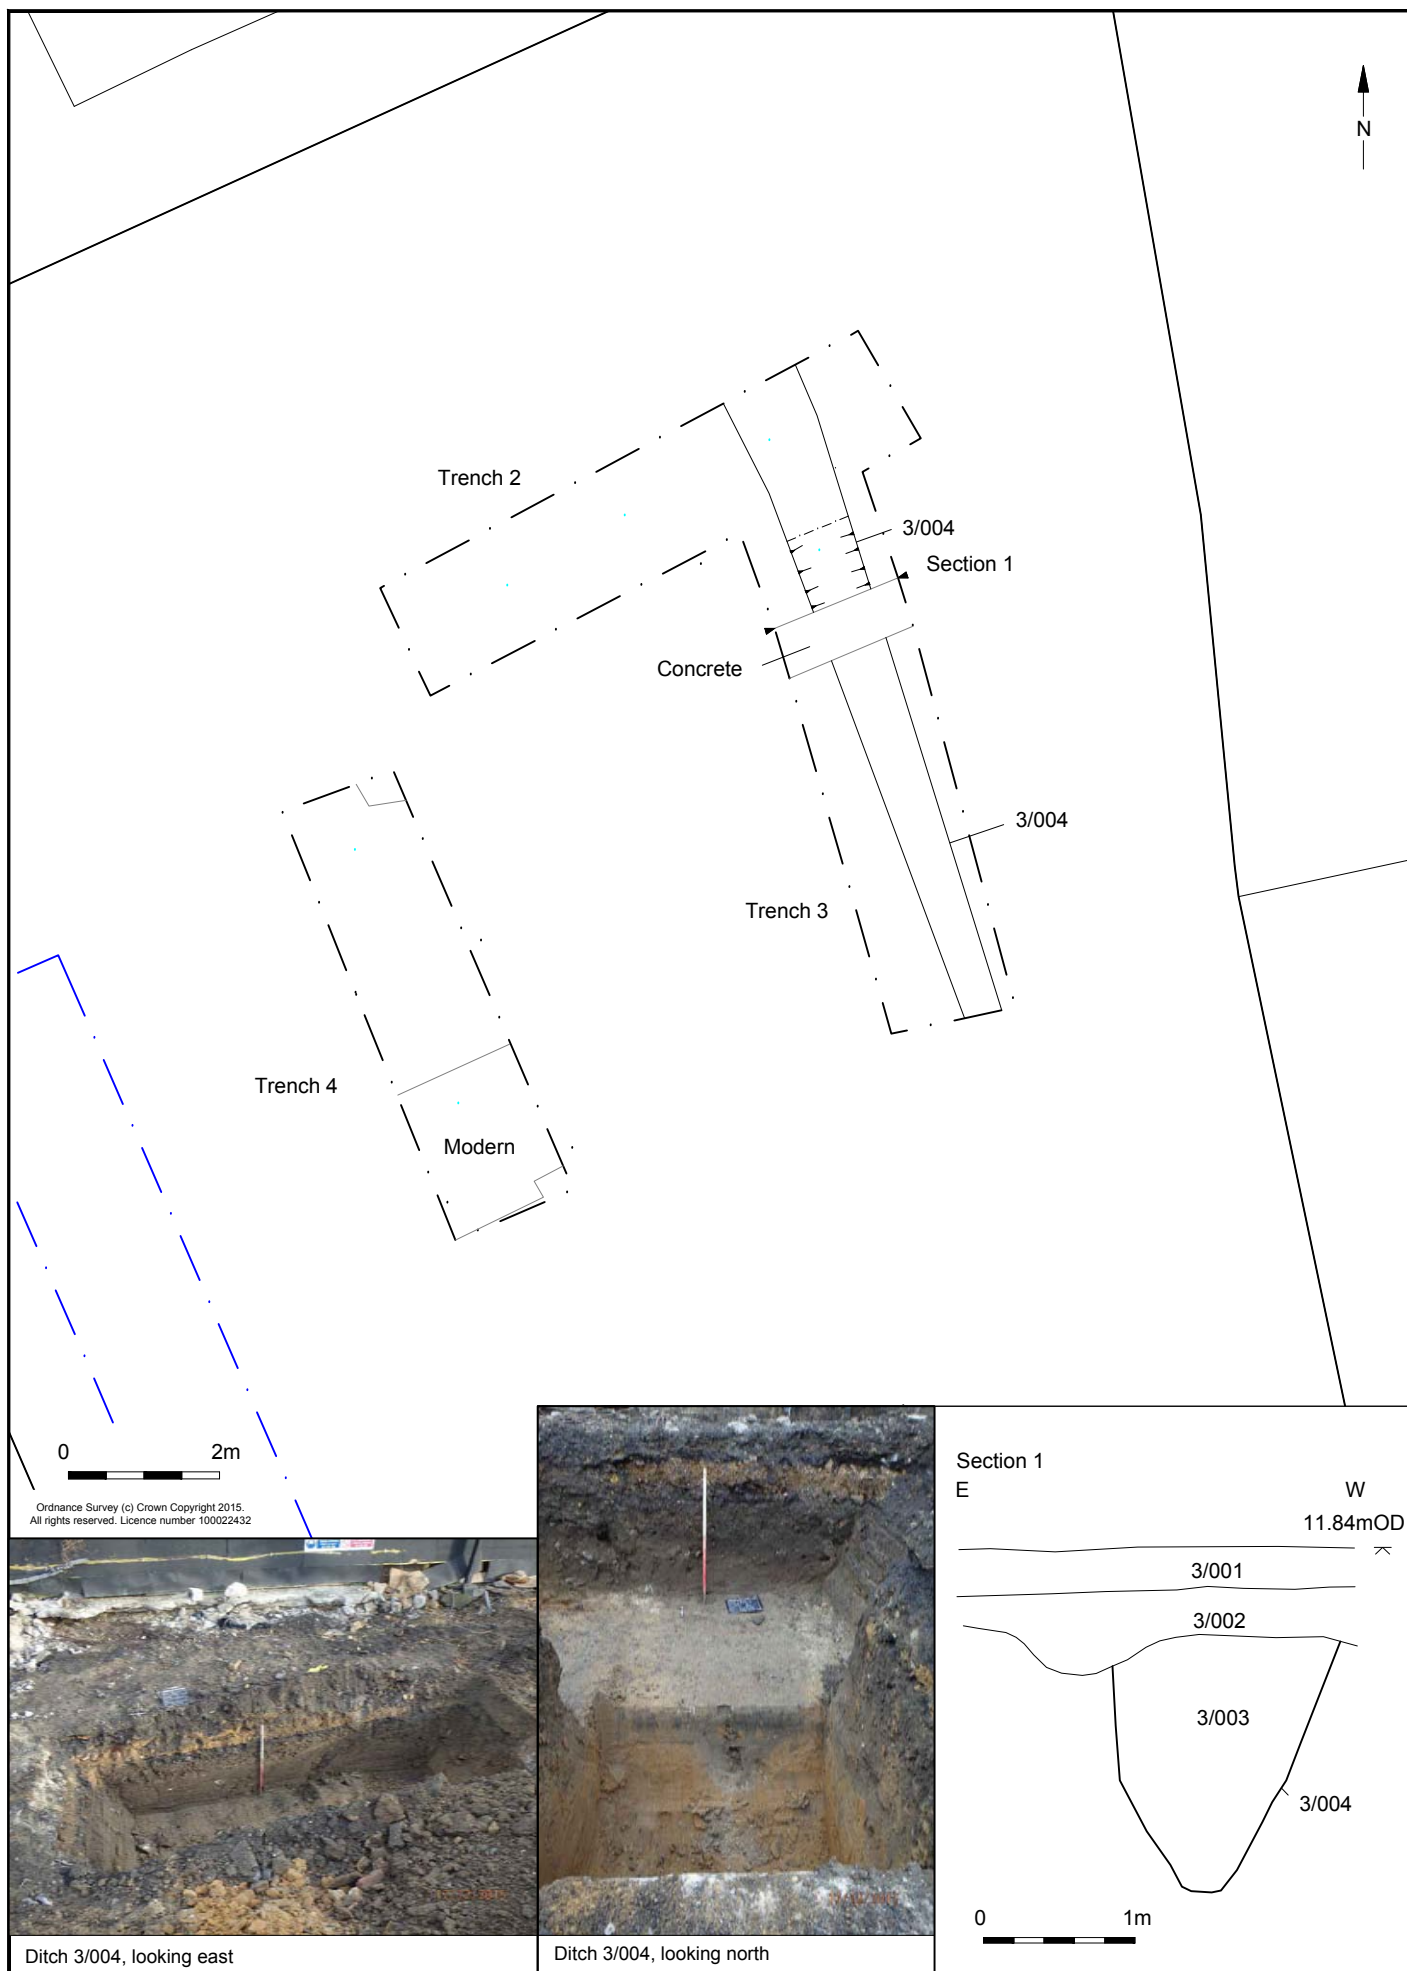 N
Trench 2
3/004
Section 1
Concrete
3/004
Trench 3
Trench 4
Modern
0 2m
Ordnance Survey (c) Crown Copyright 2015.
All rights reserved. Licence number 100022432
Section 1
E W
11.84mOD
3/001
3/002
3/003
3/004
0 1m
Ditch 3/004, looking east
Ditch 3/004, looking north